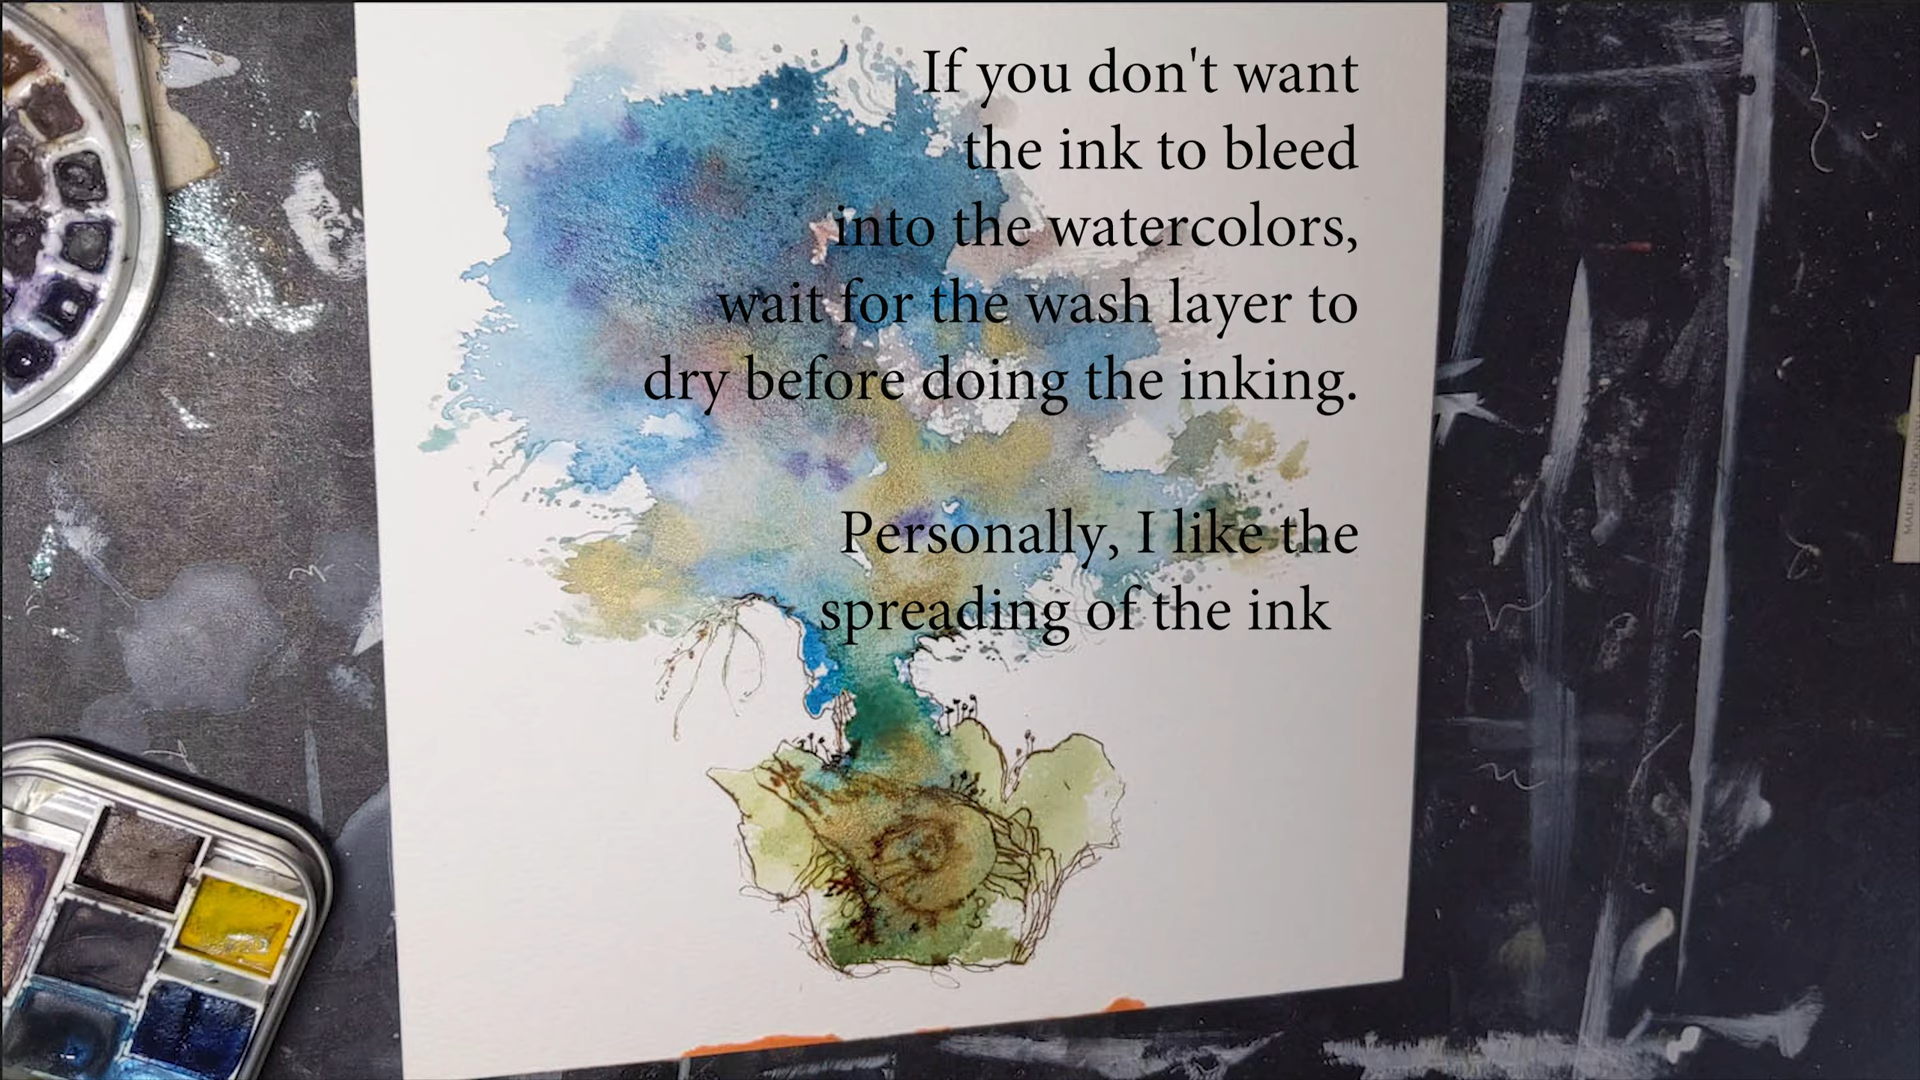 If you don't want
the ink to bleed
into the watercolors,
wait for the wash layer to
dry before doing the inking.
Personally, I like the
spreading of the ink